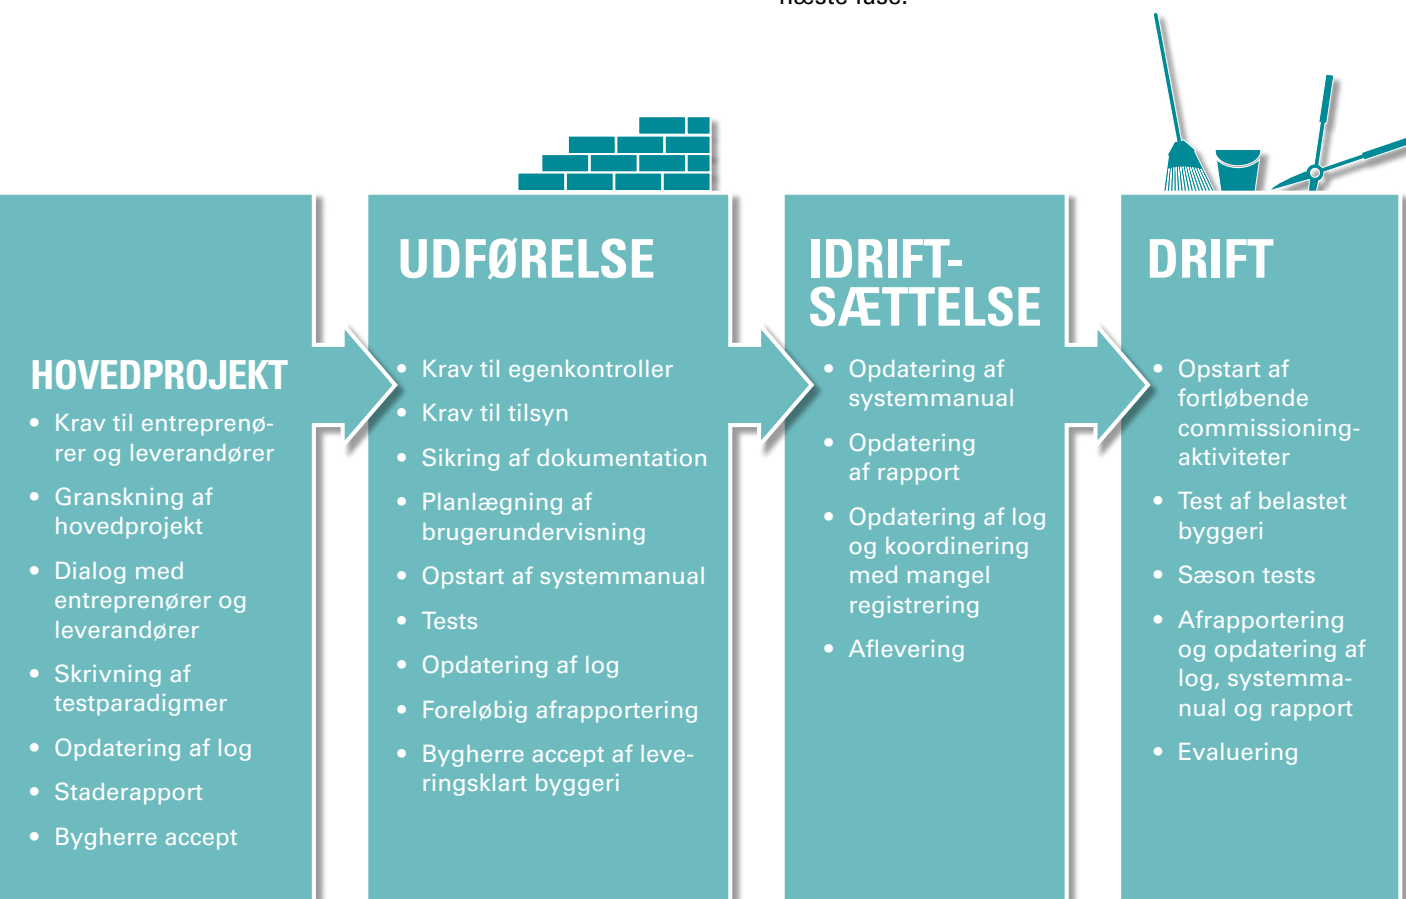 næste fase.
HOVEDPROJEKT
• Krav til entreprenø-
rer og leverandører
• Granskning af
hovedprojekt
• Dialog med
entreprenører og
leverandører
• Skrivning af
testparadigmer
• Opdatering af log
• Staderapport
• Bygherre accept
UDFØRELSE
• Krav til egenkontroller
• Krav til tilsyn
• Sikring af dokumentation
• Planlægning af
brugerundervisning
• Opstart af systemmanual
• Tests
• Opdatering af log
• Foreløbig afrapportering
• Bygherre accept af leve-
ringsklart byggeri
IDRIFT-
SÆTTELSE
• Opdatering af
systemmanual
• Opdatering
af rapport
• Opdatering af log
og koordinering
med mangel
registrering
• Aflevering
DRIFT
• Opstart af
fortløbende
commissioning-
aktiviteter
• Test af belastet
byggeri
• Sæson tests
• Afrapportering
og opdatering af
log, systemma-
nual og rapport
• Evaluering